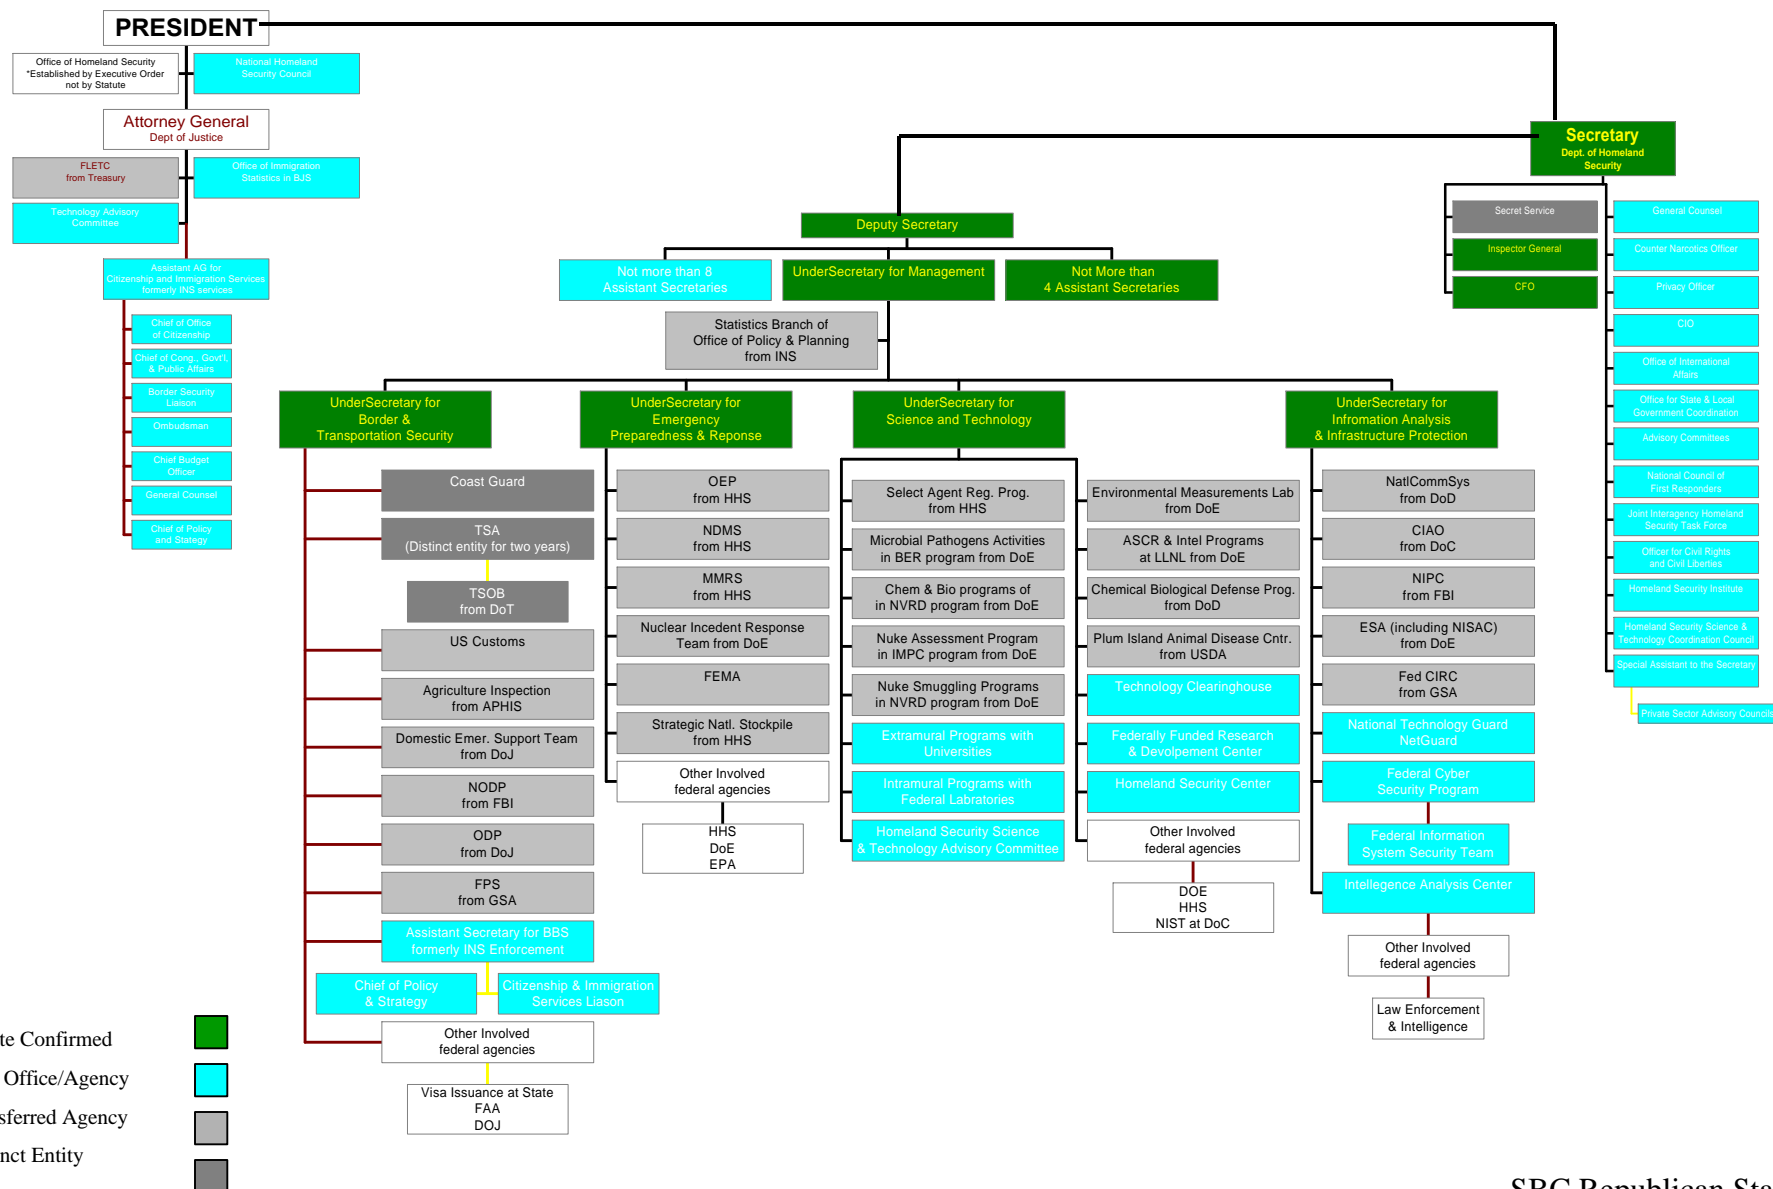 PRESIDENT
Office of Homeland Security
*Established by Executive Order
not by Statute
National Homeland
Security Council
Attorney General
Dept of Justice
FLETC
from Treasury
Office of Immigration
Statistics in BJS
Technology Advisory
Committee
Assistant AG for
Citizenship and Immigration Services
formerly INS services
Chief of Office
of Citizenship
Chief of Cong., Govt'l.
& Public Affairs
Border Security
Liaison
Ombudsman
Chief Budget
Officer
General Counsel
Chief of Policy
and Stategy
Secretary
Dept. of Homeland
Security
Secret Service
Inspector General
CFO
General Counsel
Counter Narcotics Officer
Privacy Officer
CIO
Office of International
Affairs
Office for State & Local
Government Coordination
Advisory Committees
National Council of
First Responders
Joint Interagency Homeland
Security Task Force
Officer for Civil Rights
and Civil Liberties
Homeland Security Institute
Homeland Security Science &
Technology Coordination Council
Special Assistant to the Secretary
Private Sector Advisory Councils
Deputy Secretary
Not more than 8
Assistant Secretaries
UnderSecretary for Management
Not More than
4 Assistant Secretaries
Statistics Branch of
Office of Policy & Planning
from INS
UnderSecretary for
Border &
Transportation Security
Coast Guard
TSA
(Distinct entity for two years)
TSOB
from DoT
US Customs
Agriculture Inspection
from APHIS
Domestic Emer. Support Team
from DoJ
NODP
from FBI
ODP
from DoJ
FPS
from GSA
Assistant Secretary for BBS
formerly INS Enforcement
Chief of Policy
& Strategy
Citizenship & Immigration
Services Liason
Other Involved
federal agencies
Visa Issuance at State
FAA
DOJ
UnderSecretary for
Emergency
Preparedness & Reponse
OEP
from HHS
NDMS
from HHS
MMRS
from HHS
Nuclear Incedent Response
Team from DoE
FEMA
Strategic Natl. Stockpile
from HHS
Other Involved
federal agencies
HHS
DoE
EPA
UnderSecretary for
Science and Technology
Select Agent Reg. Prog.
from HHS
Microbial Pathogens Activities
in BER program from DoE
Chem & Bio programs of
in NVRD program from DoE
Nuke Assessment Program
in IMPC program from DoE
Nuke Smuggling Programs
in NVRD program from DoE
Extramural Programs with
Universities
Intramural Programs with
Federal Labratories
Homeland Security Science
& Technology Advisory Committee
Environmental Measurements Lab
from DoE
ASCR & Intel Programs
at LLNL from DoE
Chemical Biological Defense Prog.
from DoD
Plum Island Animal Disease Cntr.
from USDA
Technology Clearinghouse
Federally Funded Research
& Devolpement Center
Homeland Security Center
Other Involved
federal agencies
DOE
HHS
NIST at DoC
UnderSecretary for
Infromation Analysis
& Infrastructure Protection
NatlCommSys
from DoD
CIAO
from DoC
NIPC
from FBI
ESA (including NISAC)
from DoE
Fed CIRC
from GSA
National Technology Guard
NetGuard
Federal Cyber
Security Program
Federal Information
System Security Team
Intellegence Analysis Center
Other Involved
federal agencies
Law Enforcement
& Intelligence
te Confirmed
Office/Agency
sferred Agency
nct Entity
SBC Republican Sta